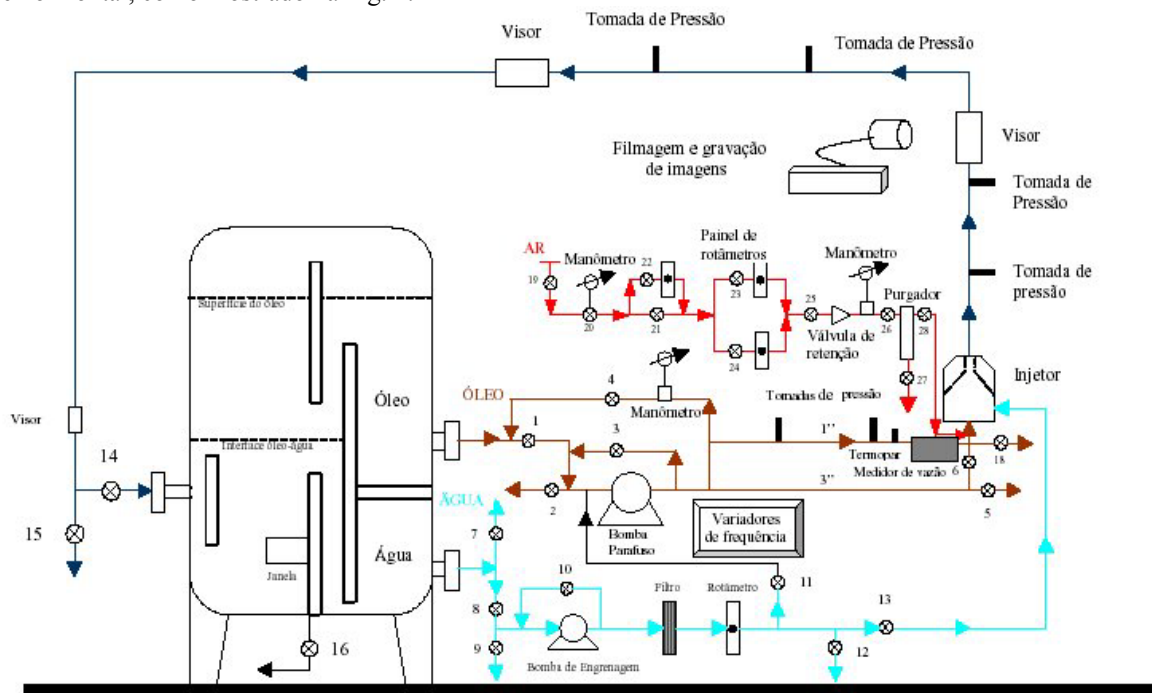 Tomada de Pressão
Visor
Tomada de Pressão
Filmagem e gravação
de imagens
Visor
Tomada de
Pressão
Tomada de
pressão
AR
19
Manômetro
20
22
21
Painel de
rotâmetros
23
24
25
Manômetro
Válvula de
retenção
26
Purgador
28
27
Injetor
Superfície do óleo
Óleo
Interface óleo-água
Água
Janela
Visor
14
15
16
ÓLEO
4
Manômetro
1
3
2
Bomba
Parafuso
Tomadas de pressão
1''
Termopar
Medidor de vazão
6
18
3''
5
Variadores
de frequência
ÁGUA
7
8
9
10
Bomba de Engrenagem
Filtro
Rotâmetro
11
12
13